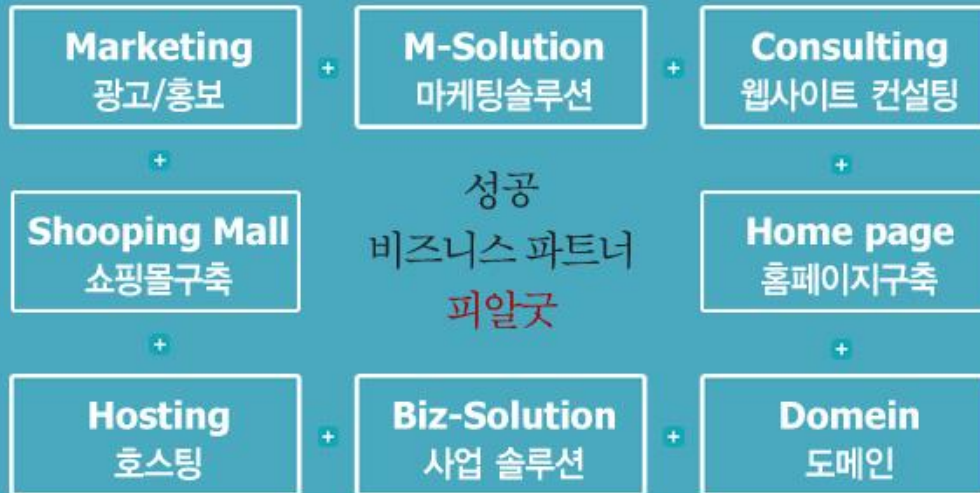 Marketing
광고/홍보
M-Solution
마케팅솔루션
Consulting
웹사이트 컨설팅
성공
비즈니스 파트너
피알굿
Shooping Mall
쇼핑몰구축
Home page
홈페이지구축
Hosting
호스팅
Biz-Solution
사업 솔루션
Domein
도메인